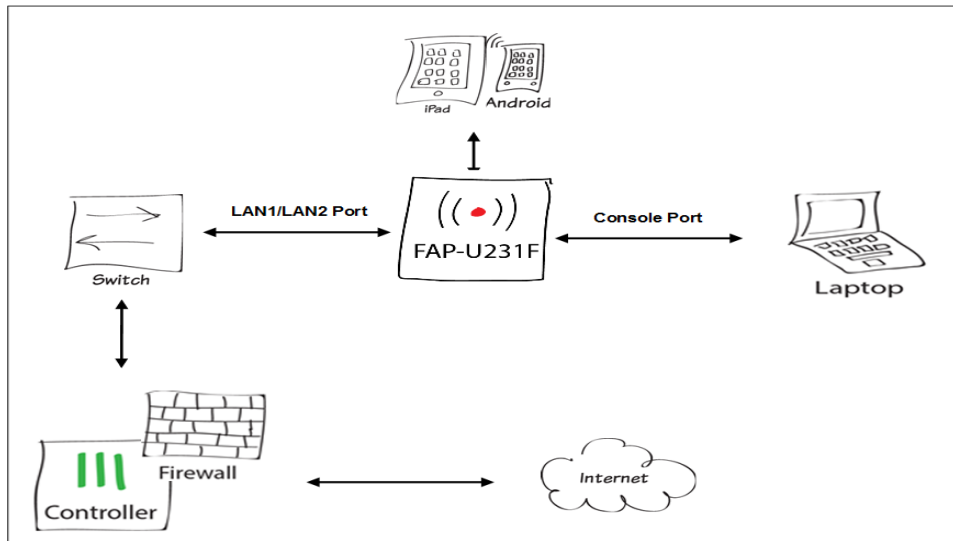 iPad
Android
LAN1/LAN2 Port
FAP-U231F
Console Port
Switch
Laptop
Firewall
Controller
Internet